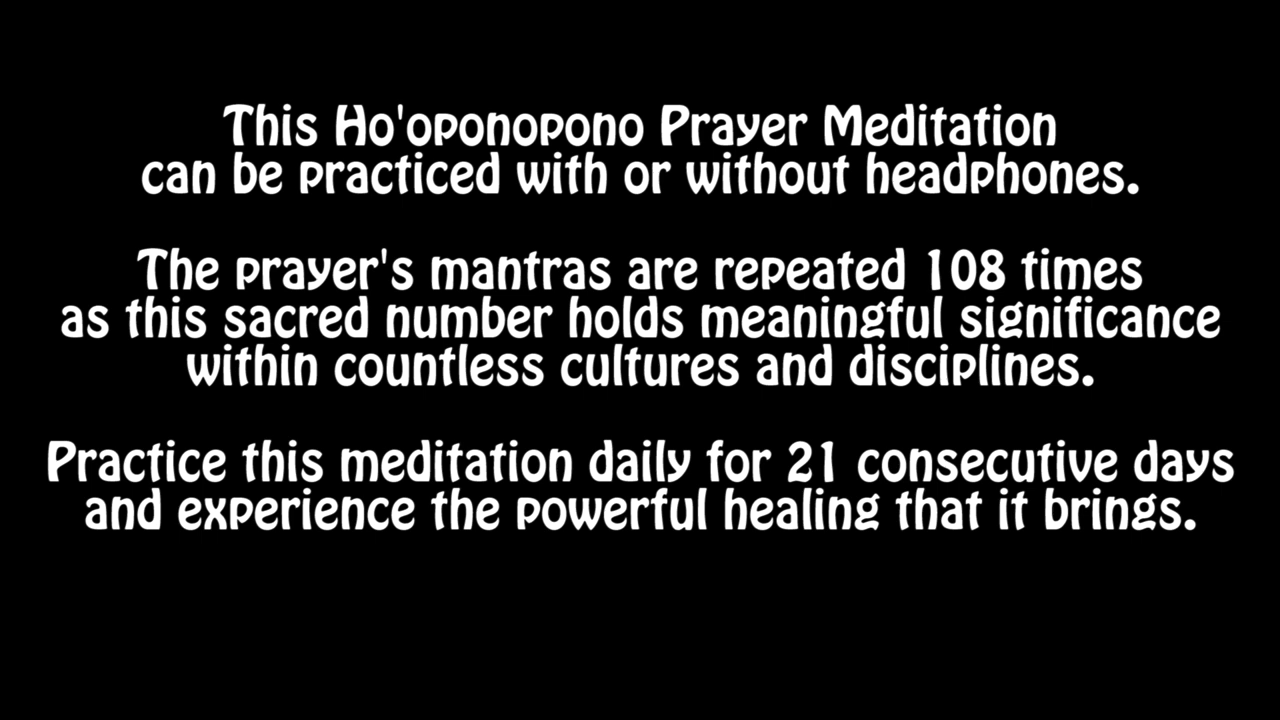 This Ho'oponopono Prayer Meditation
can be practiced with or without headphones.
The prayer's mantras are repeated 108 times
as this sacred number holds meaningful significance
within countless cultures and disciplines.
Practice this meditation daily for 21 consecutive days
and experience the powerful healing that it brings.